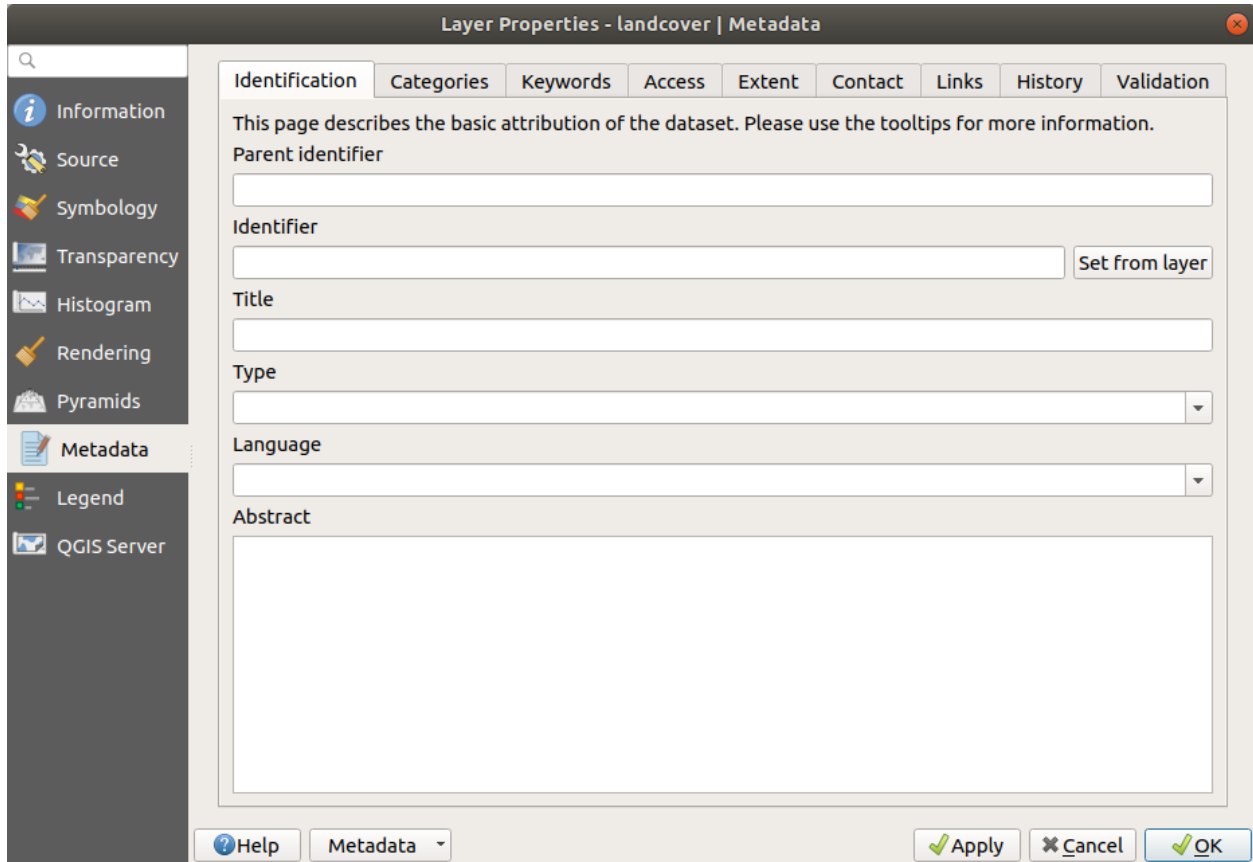 Layer Properties - landcover | Metadata
Information
Source
Symbology
Transparency
Histogram
Rendering
Pyramids
Metadata
Legend
QGIS Server
Identification Categories Keywords Access Extent Contact Links History Validation
This page describes the basic attribution of the dataset. Please use the tooltips for more information.
Parent identifier
Identifier
Set from layer
Title
Type
Language
Abstract
Help Metadata Apply Cancel OK